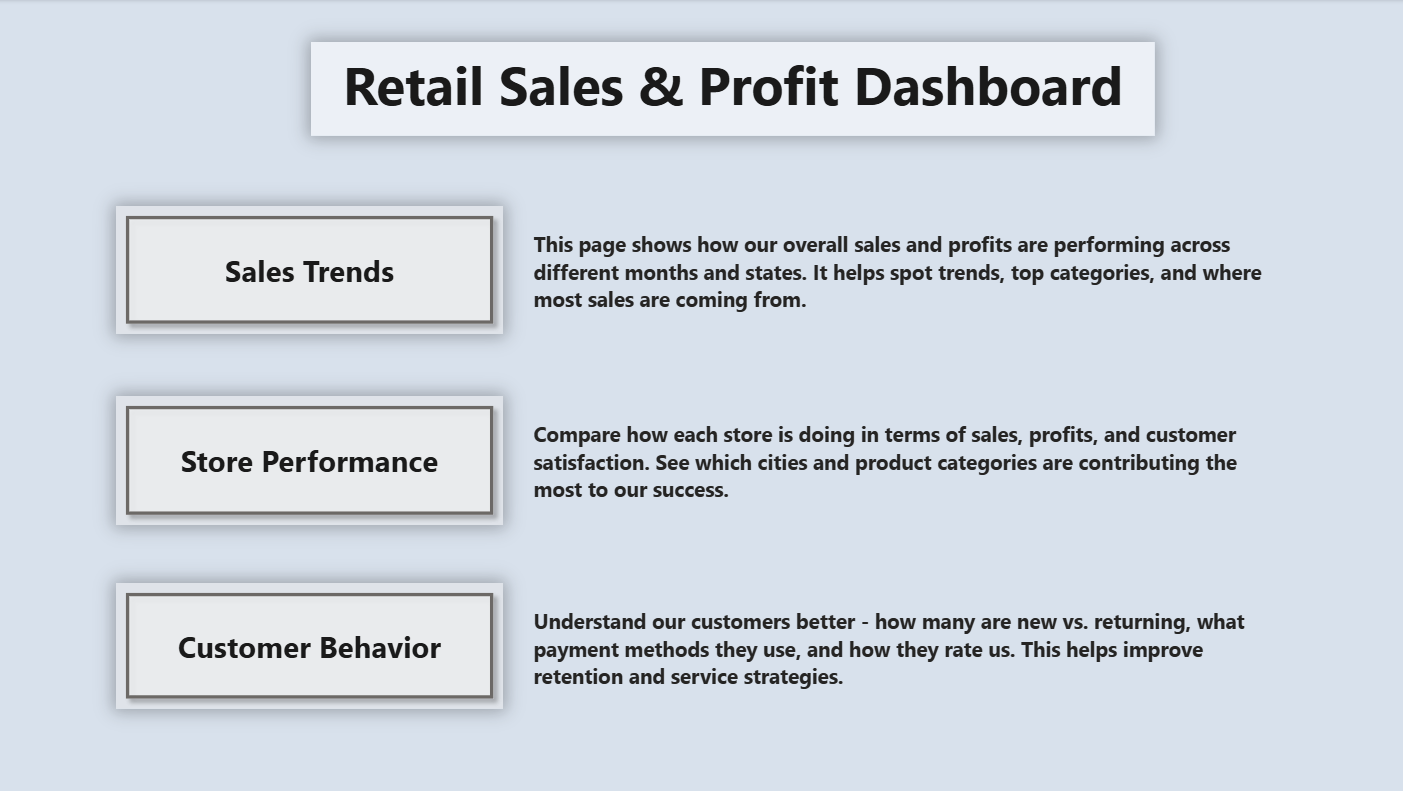 Retail Sales & Profit Dashboard
Sales Trends
This page shows how our overall sales and profits are performing across
different months and states. It helps spot trends, top categories, and where
most sales are coming from.
Store Performance
Compare how each store is doing in terms of sales, profits, and customer
satisfaction. See which cities and product categories are contributing the
most to our success.
Customer Behavior
Understand our customers better - how many are new vs. returning, what
payment methods they use, and how they rate us. This helps improve
retention and service strategies.